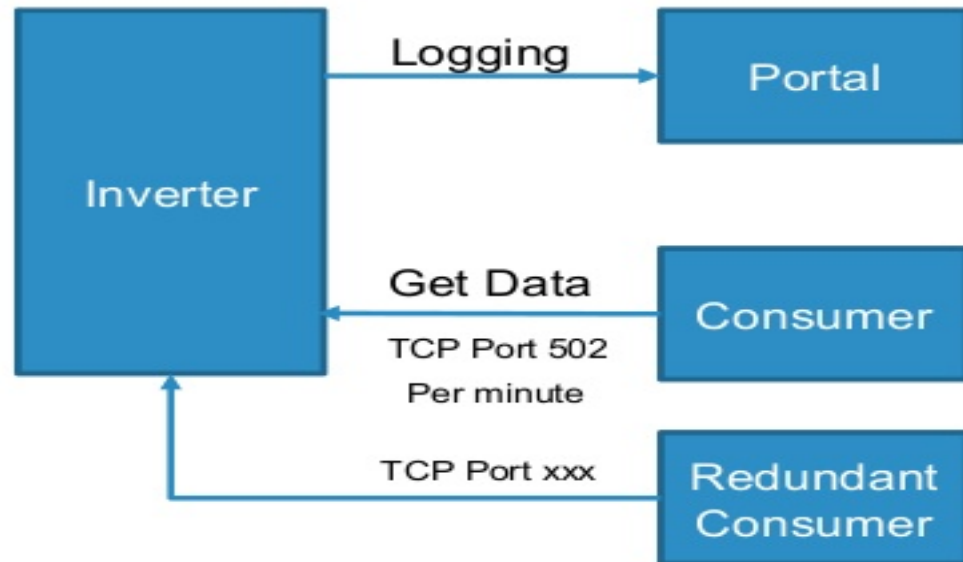 Logging
Portal
Inverter
Get Data
Consumer
TCP Port 502
Per minute
TCP Port xxx
Redundant
Consumer